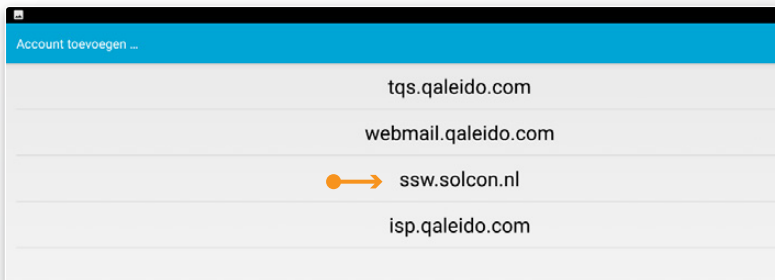 Account toevoegen ...
tqs.qaleido.com
webmail.qaleido.com
ssw.solcon.nl
isp.qaleido.com